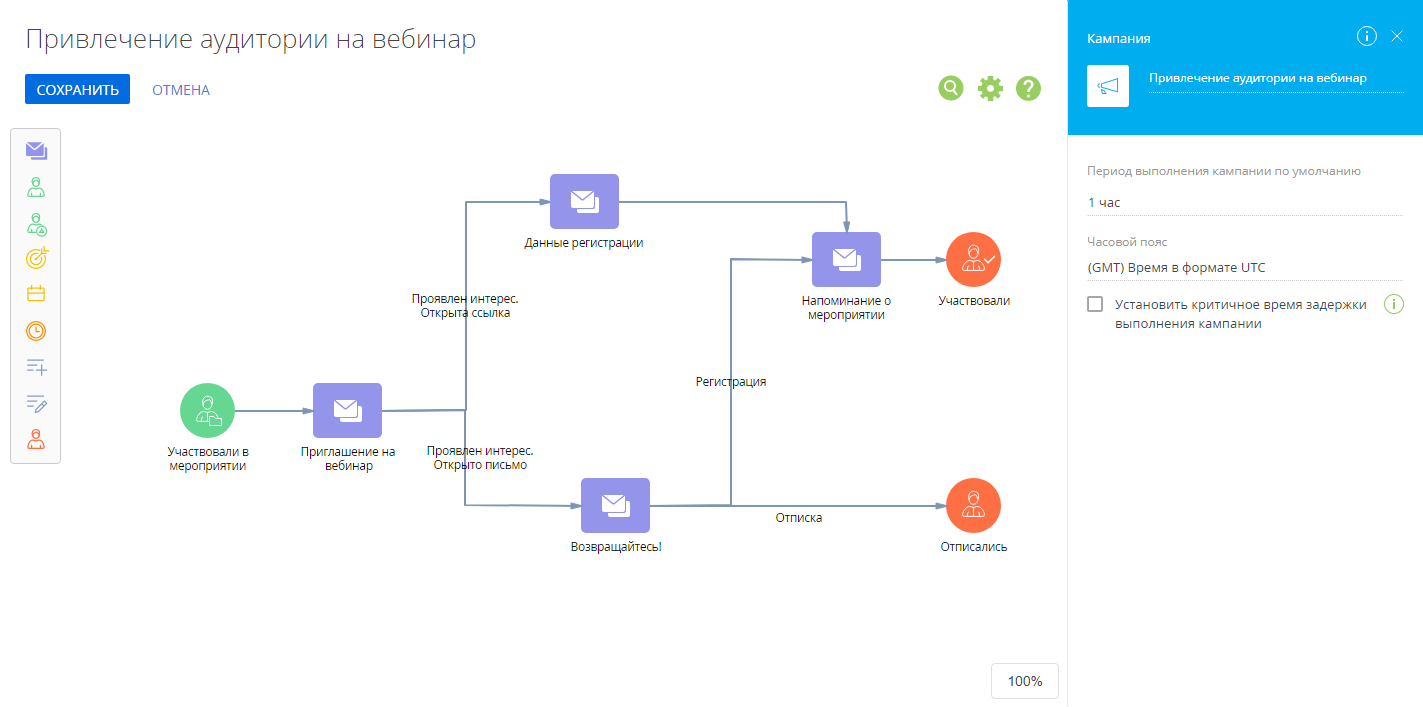 Привлечение аудитории на вебинар
СОХРАНИТЬ
ОТМЕНА
Данные регистрации
Проявлен интерес.
Открыта ссылка
Напоминание о
мероприятии
Участвовали
Регистрация
Участвовали в
мероприятии
Приглашение на
вебинар
Проявлен интерес.
Открыто письмо
Отписка
Возвращайтесь!
Отписались
100%
Кампания
Привлечение аудитории на вебинар
Период выполнения кампании по умолчанию
1 час
Часовой пояс
(GMT) Время в формате UTC
Установить критичное время задержки
выполнения кампании